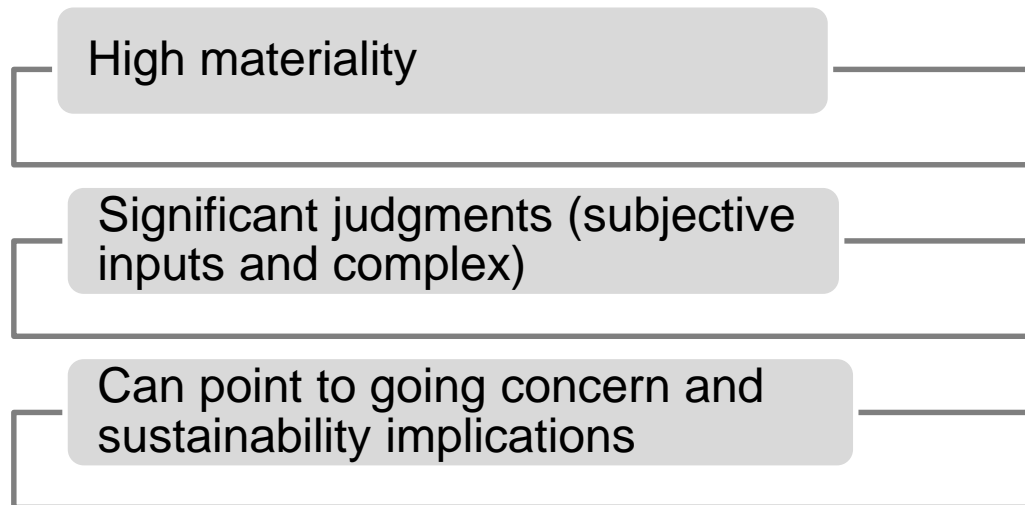 High materiality
Significant judgments (subjective
inputs and complex)
Can point to going concern and
sustainability implications